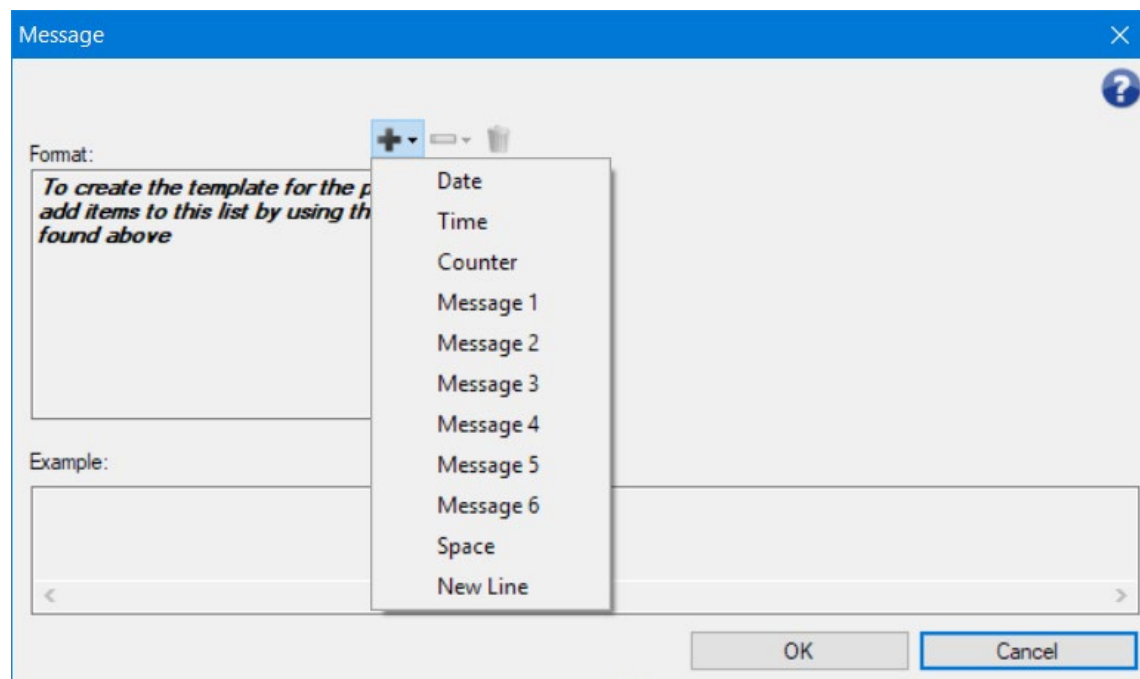 Message
?
Format:
To create the template for the p
add items to this list by using th
found above
Date
Time
Counter
Message 1
Message 2
Message 3
Message 4
Message 5
Message 6
Space
New Line
Example:
OK
Cancel